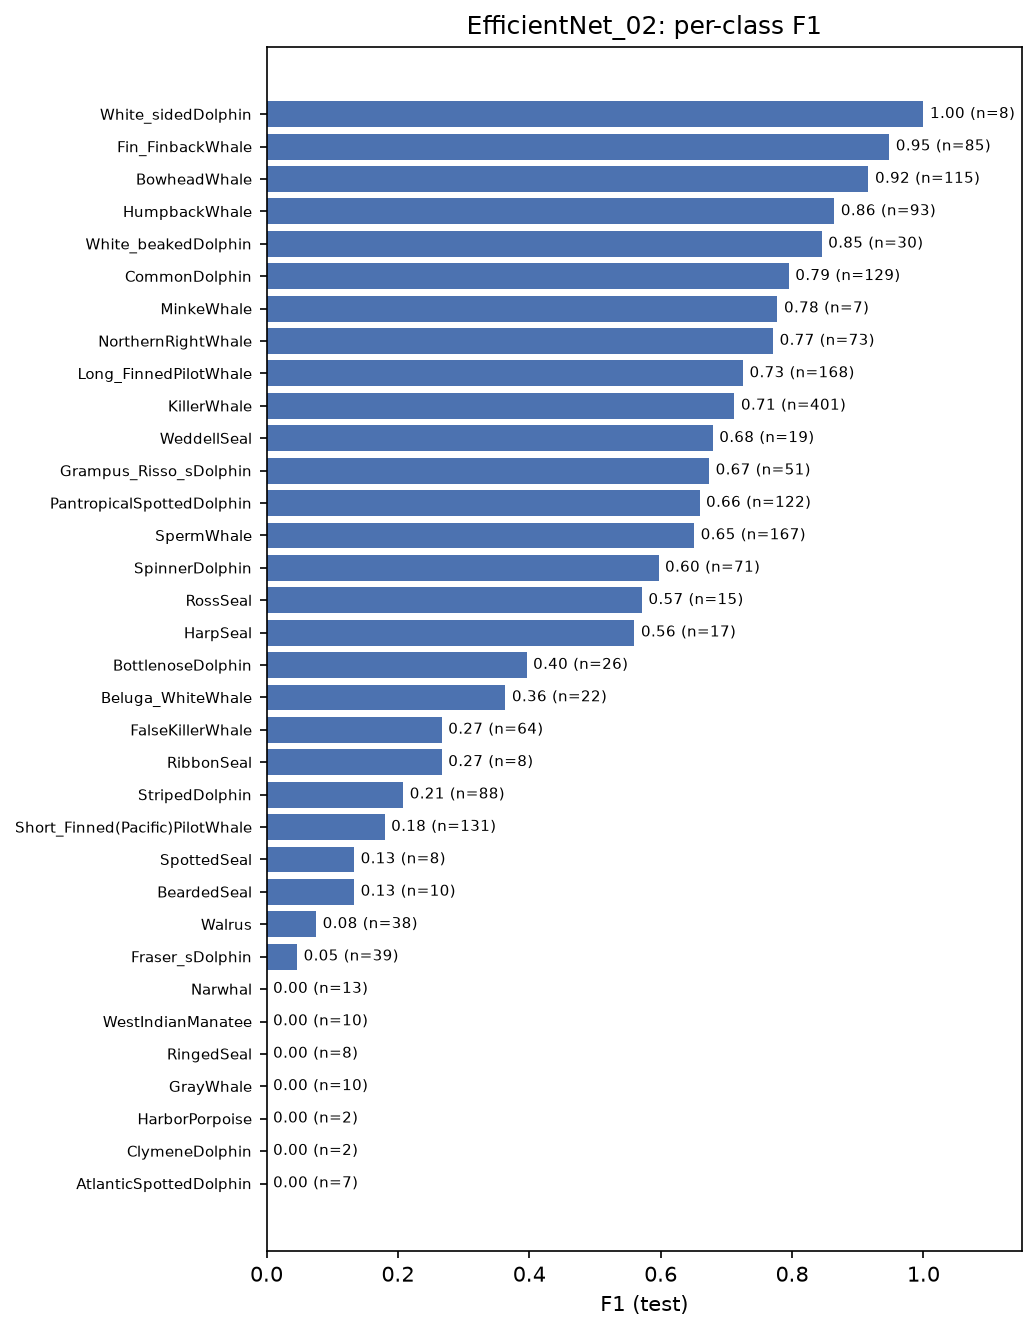 EfficientNet_02: per-class F1
White_sidedDolphin 1.00 (n=8)
Fin_FinbackWhale 0.95 (n=85)
BowheadWhale 0.92 (n=115)
HumpbackWhale 0.86 (n=93)
White_beakedDolphin 0.85 (n=30)
CommonDolphin 0.79 (n=129)
MinkeWhale 0.78 (n=7)
NorthernRightWhale 0.77 (n=73)
Long_FinnedPilotWhale 0.73 (n=168)
KillerWhale 0.71 (n=401)
WeddellSeal 0.68 (n=19)
Grampus_Risso_sDolphin 0.67 (n=51)
PantropicalSpottedDolphin 0.66 (n=122)
SpermWhale 0.65 (n=167)
SpinnerDolphin 0.60 (n=71)
RossSeal 0.57 (n=15)
HarpSeal 0.56 (n=17)
BottlenoseDolphin 0.40 (n=26)
Beluga_WhiteWhale 0.36 (n=22)
FalseKillerWhale 0.27 (n=64)
RibbonSeal 0.27 (n=8)
StripedDolphin 0.21 (n=88)
Short_Finned(Pacific)PilotWhale 0.18 (n=131)
SpottedSeal 0.13 (n=8)
BeardedSeal 0.13 (n=10)
Walrus 0.08 (n=38)
Fraser_sDolphin 0.05 (n=39)
Narwhal 0.00 (n=13)
WestIndianManatee 0.00 (n=10)
RingedSeal 0.00 (n=8)
GrayWhale 0.00 (n=10)
HarborPorpoise 0.00 (n=2)
ClymeneDolphin 0.00 (n=2)
AtlanticSpottedDolphin 0.00 (n=7)
0.0 0.2 0.4 0.6 0.8 1.0
F1 (test)